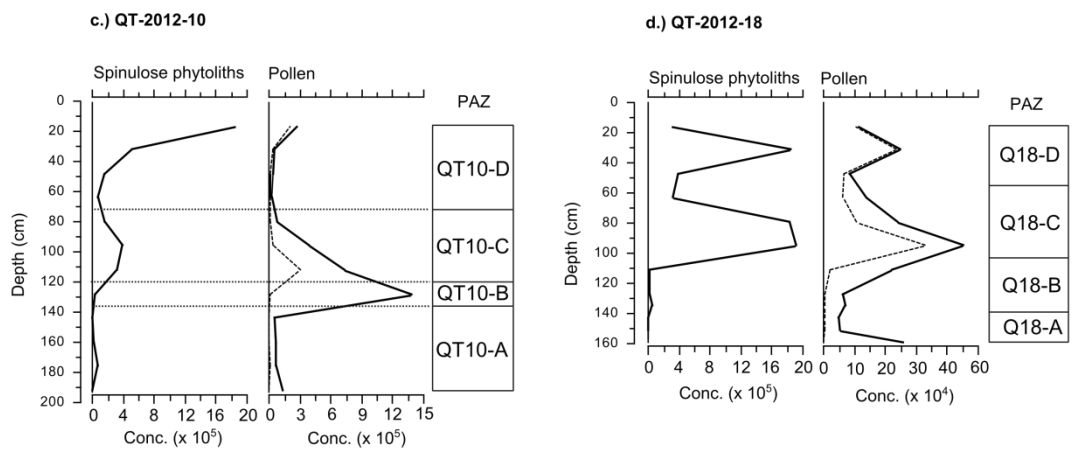 c.) QT-2012-10
Spinulose phytoliths
Pollen
PAZ
0
20
40
60
80
100
120
140
160
180
200
Depth (cm)
QT10-D
QT10-C
QT10-B
QT10-A
0 4 8 12 16 20
Conc. (x 10⁵)
0 3 6 9 12 15
Conc. (x 10⁵)
d.) QT-2012-18
Spinulose phytoliths
Pollen
PAZ
0
20
40
60
80
100
120
140
160
Depth (cm)
Q18-D
Q18-C
Q18-B
Q18-A
0 4 8 12 16 20
Conc. (x 10⁵)
0 10 20 30 40 50
Conc. (x 10⁴)